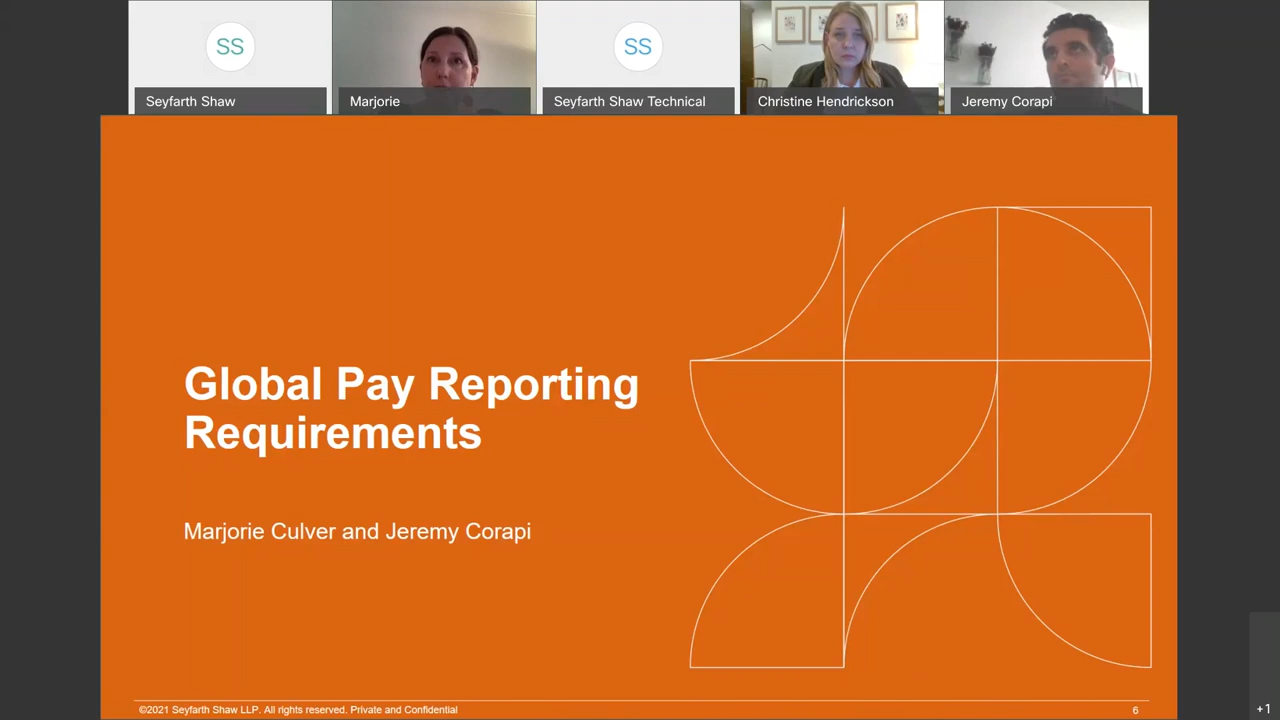 SS
SS
Seyfarth Shaw
Marjorie
Seyfarth Shaw Technical
Christine Hendrickson
Jeremy Corapi
Global Pay Reporting
Requirements
Marjorie Culver and Jeremy Corapi
©2021 Seyfarth Shaw LLP. All rights reserved. Private and Confidential
6
+1